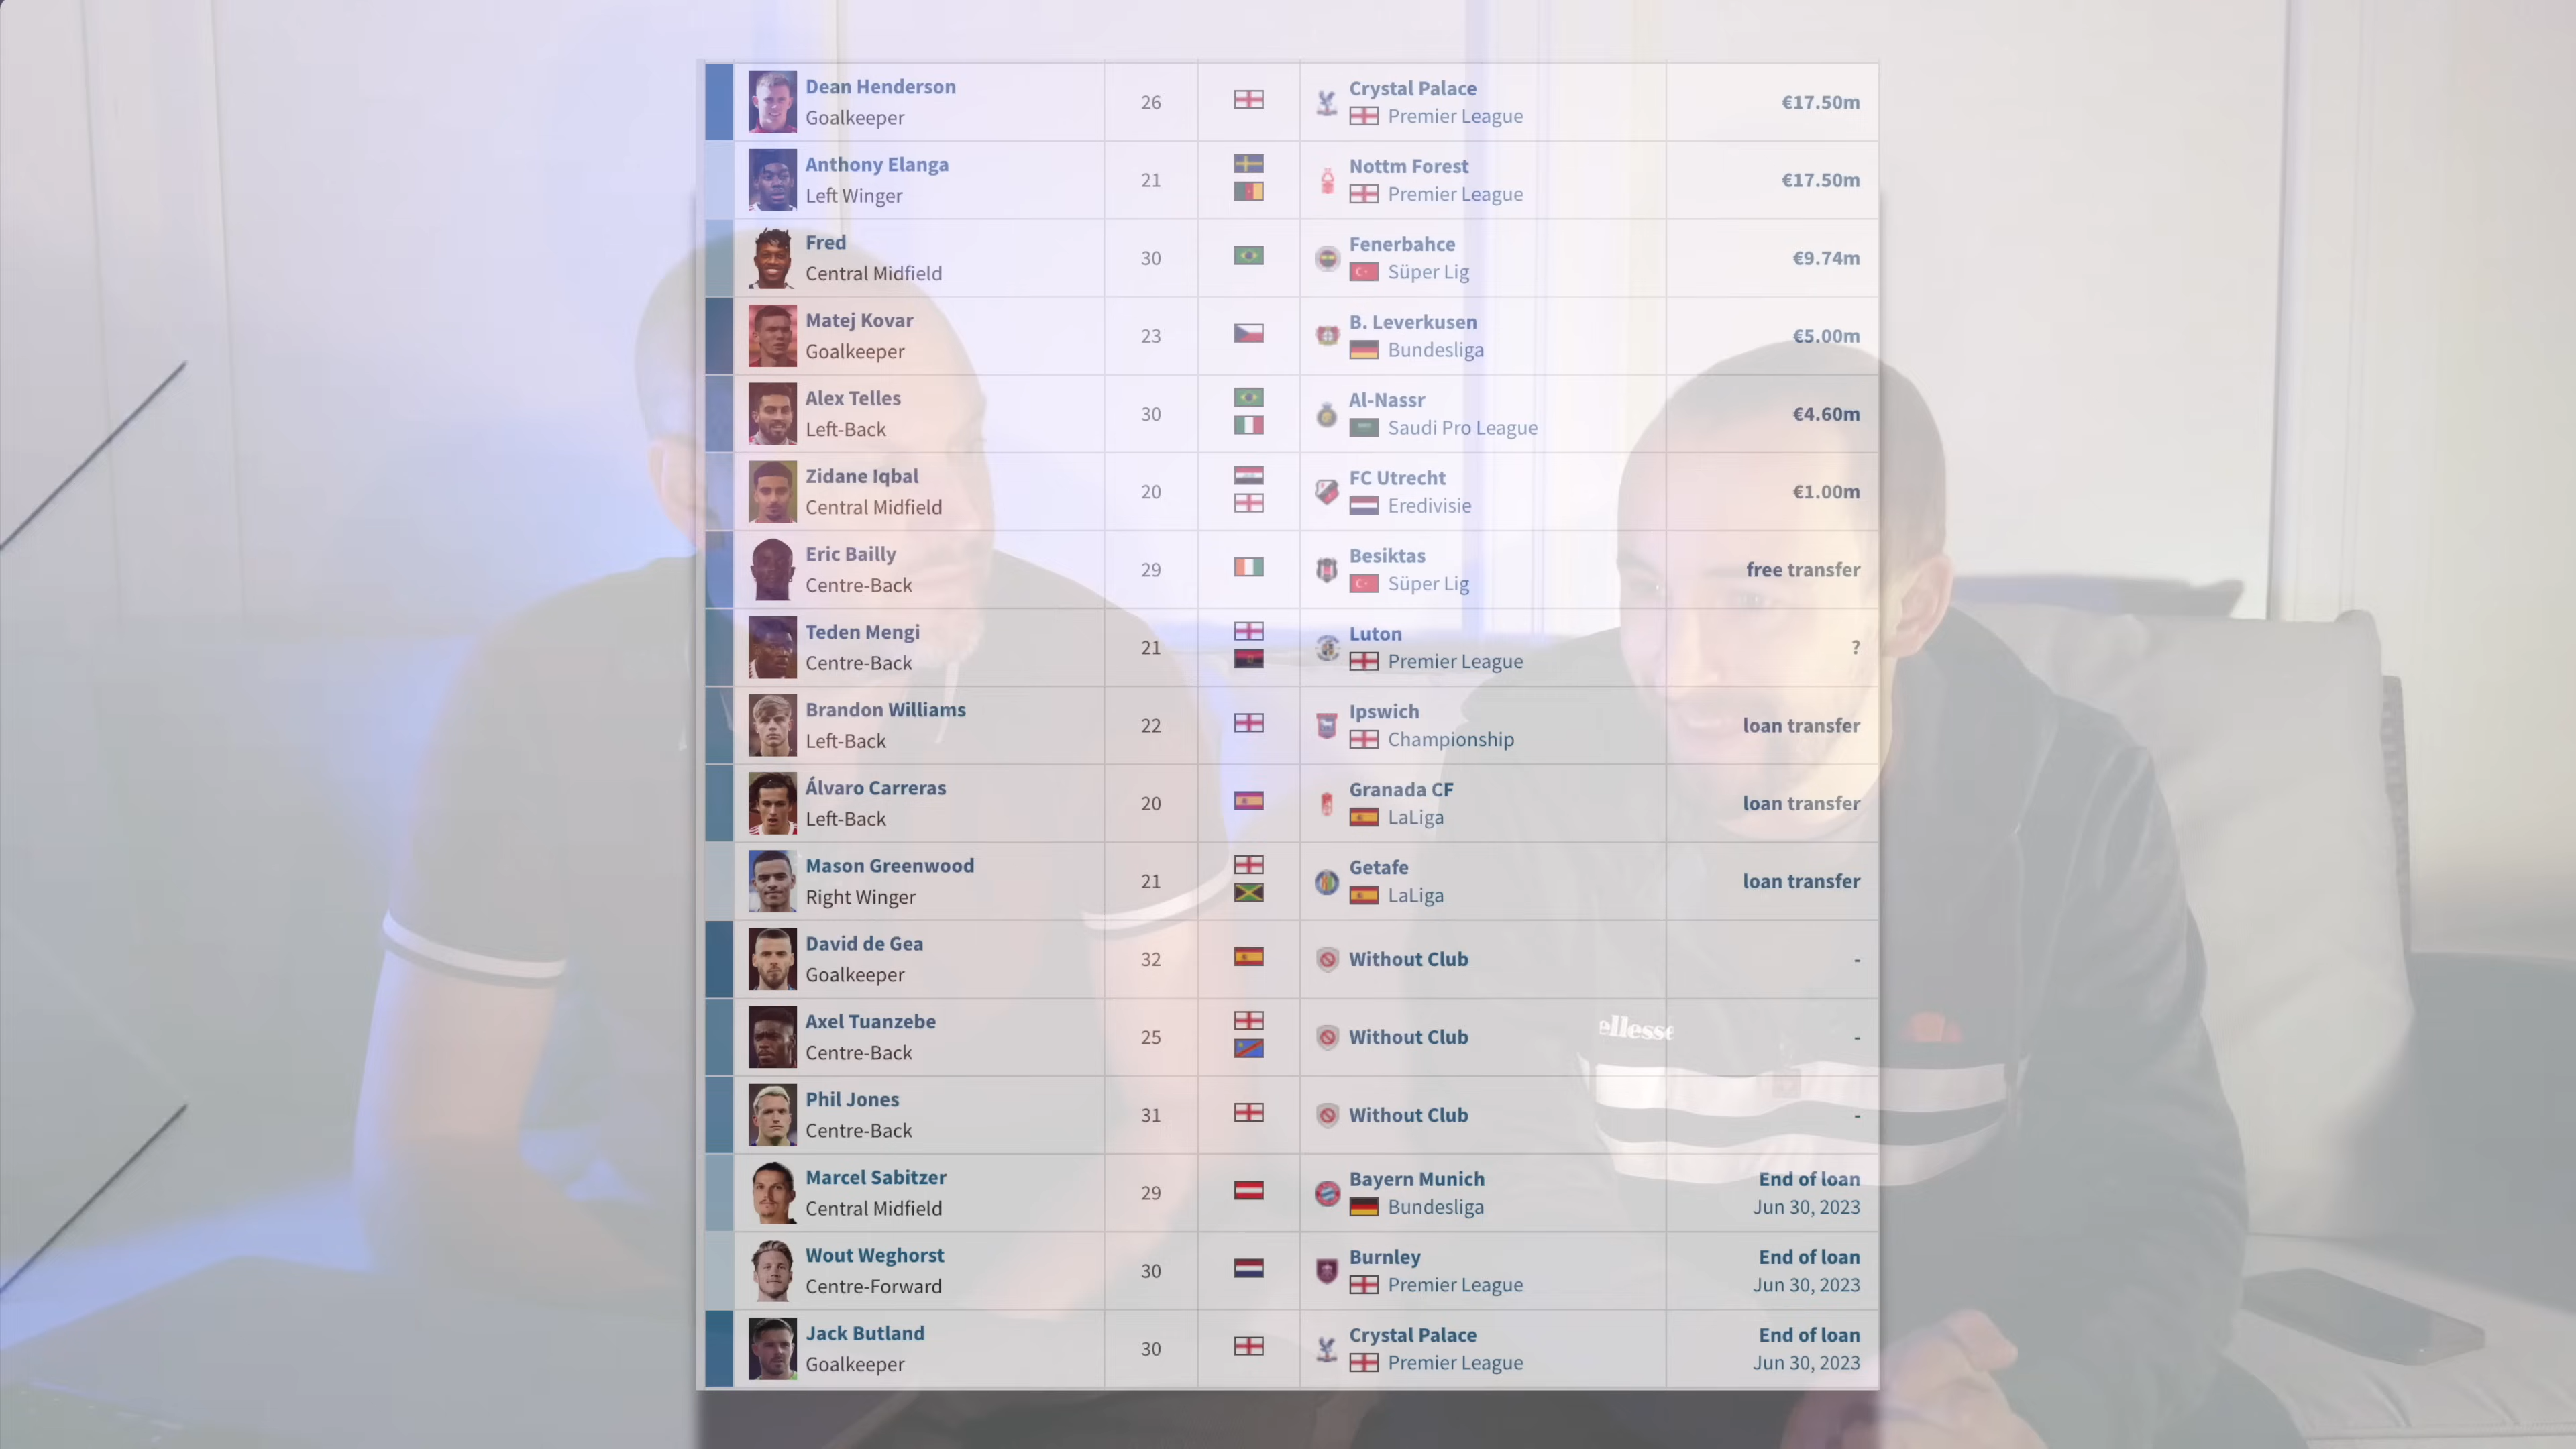 Dean Henderson
Goalkeeper
26
Crystal Palace
Premier League
€17.50m
Anthony Elanga
Left Winger
21
Nottm Forest
Premier League
€17.50m
Fred
Central Midfield
30
Fenerbahce
Süper Lig
€9.74m
Matej Kovar
Goalkeeper
23
B. Leverkusen
Bundesliga
€5.00m
Alex Telles
Left-Back
30
Al-Nassr
Saudi Pro League
€4.60m
Zidane Iqbal
Central Midfield
20
FC Utrecht
Eredivisie
€1.00m
Eric Bailly
Centre-Back
29
Besiktas
Süper Lig
free transfer
Teden Mengi
Centre-Back
21
Luton
Premier League
?
Brandon Williams
Left-Back
22
Ipswich
Championship
loan transfer
Álvaro Carreras
Left-Back
20
Granada CF
LaLiga
loan transfer
Mason Greenwood
Right Winger
21
Getafe
LaLiga
loan transfer
David de Gea
Goalkeeper
32
Without Club
-
Axel Tuanzebe
Centre-Back
25
Without Club
-
Phil Jones
Centre-Back
31
Without Club
-
Marcel Sabitzer
Central Midfield
29
Bayern Munich
Bundesliga
End of loan
Jun 30, 2023
Wout Weghorst
Centre-Forward
30
Burnley
Premier League
End of loan
Jun 30, 2023
Jack Butland
Goalkeeper
30
Crystal Palace
Premier League
End of loan
Jun 30, 2023
ellesse